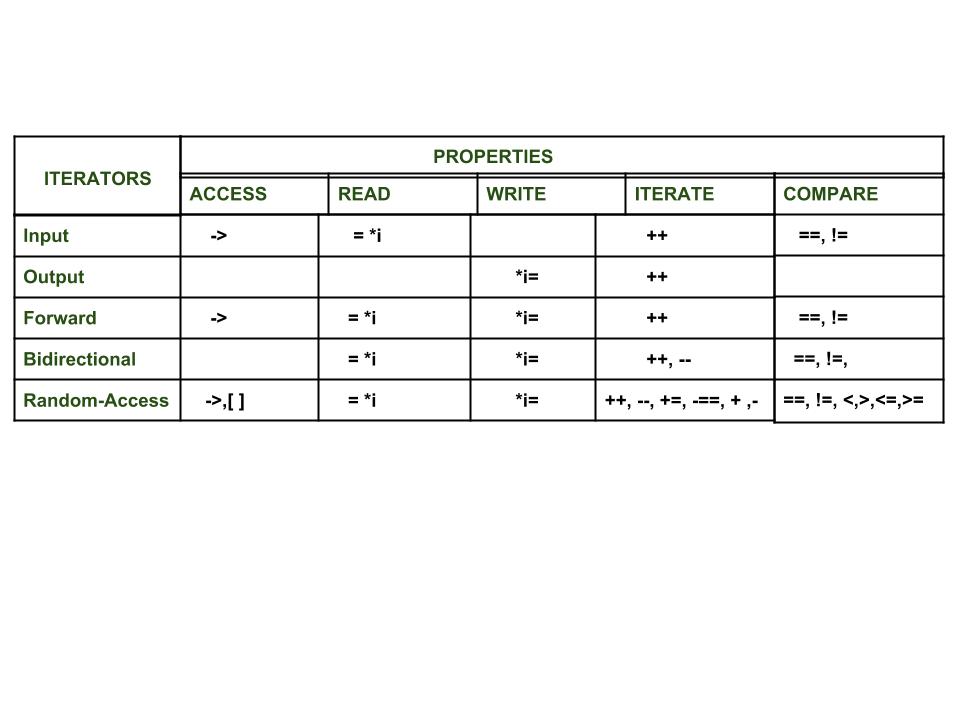 PROPERTIES
ITERATORS
ACCESS READ WRITE ITERATE COMPARE
Input -> = *i ++ ==, !=
Output *i= ++
Forward -> = *i *i= ++ ==, !=
Bidirectional = *i *i= ++, -- ==, !=,
Random-Access ->,[ ] = *i *i= ++, --, +=, -==, + ,- ==, !=, <,>,<=,>=